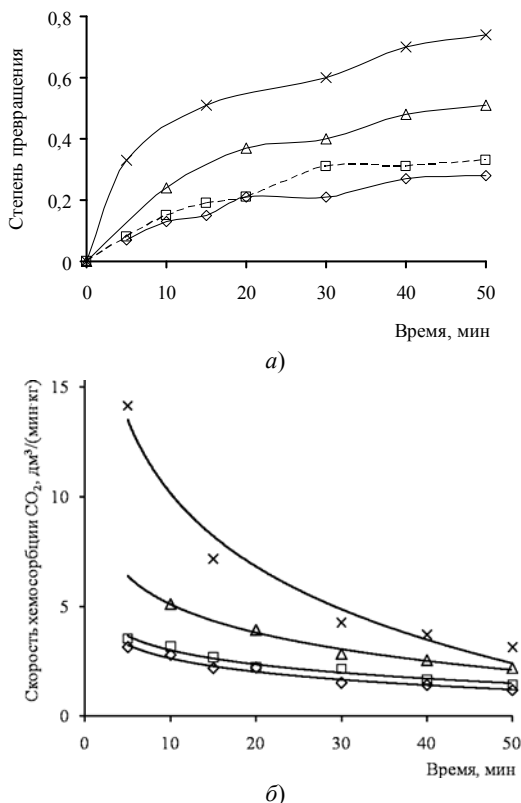 0,8
0,6
0,4
0,2
0
Степень превращения
0 10 20 30 40 50
Время, мин
а)
15
10
5
0
Скорость хемосорбции CO₂, дм³/(мин·кг)
0 10 20 30 40 50
Время, мин
б)